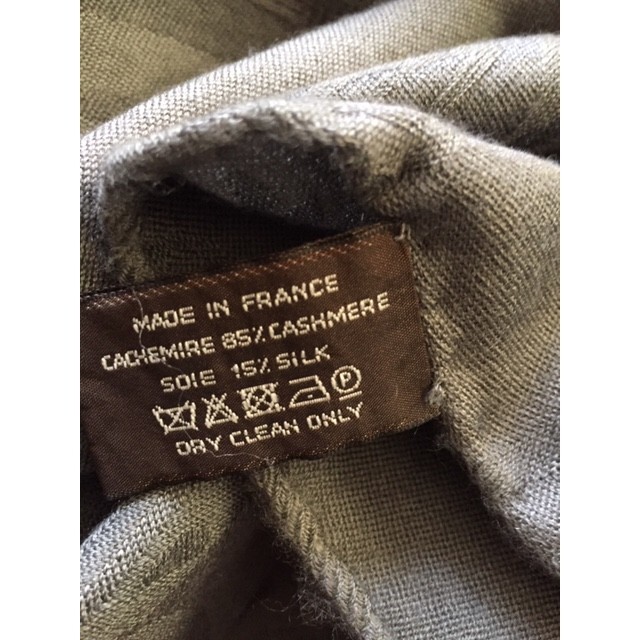 MADE IN FRANCE
CACHEMIRE 85% CASHMERE
SOIE 15% SILK
P
DRY CLEAN ONLY